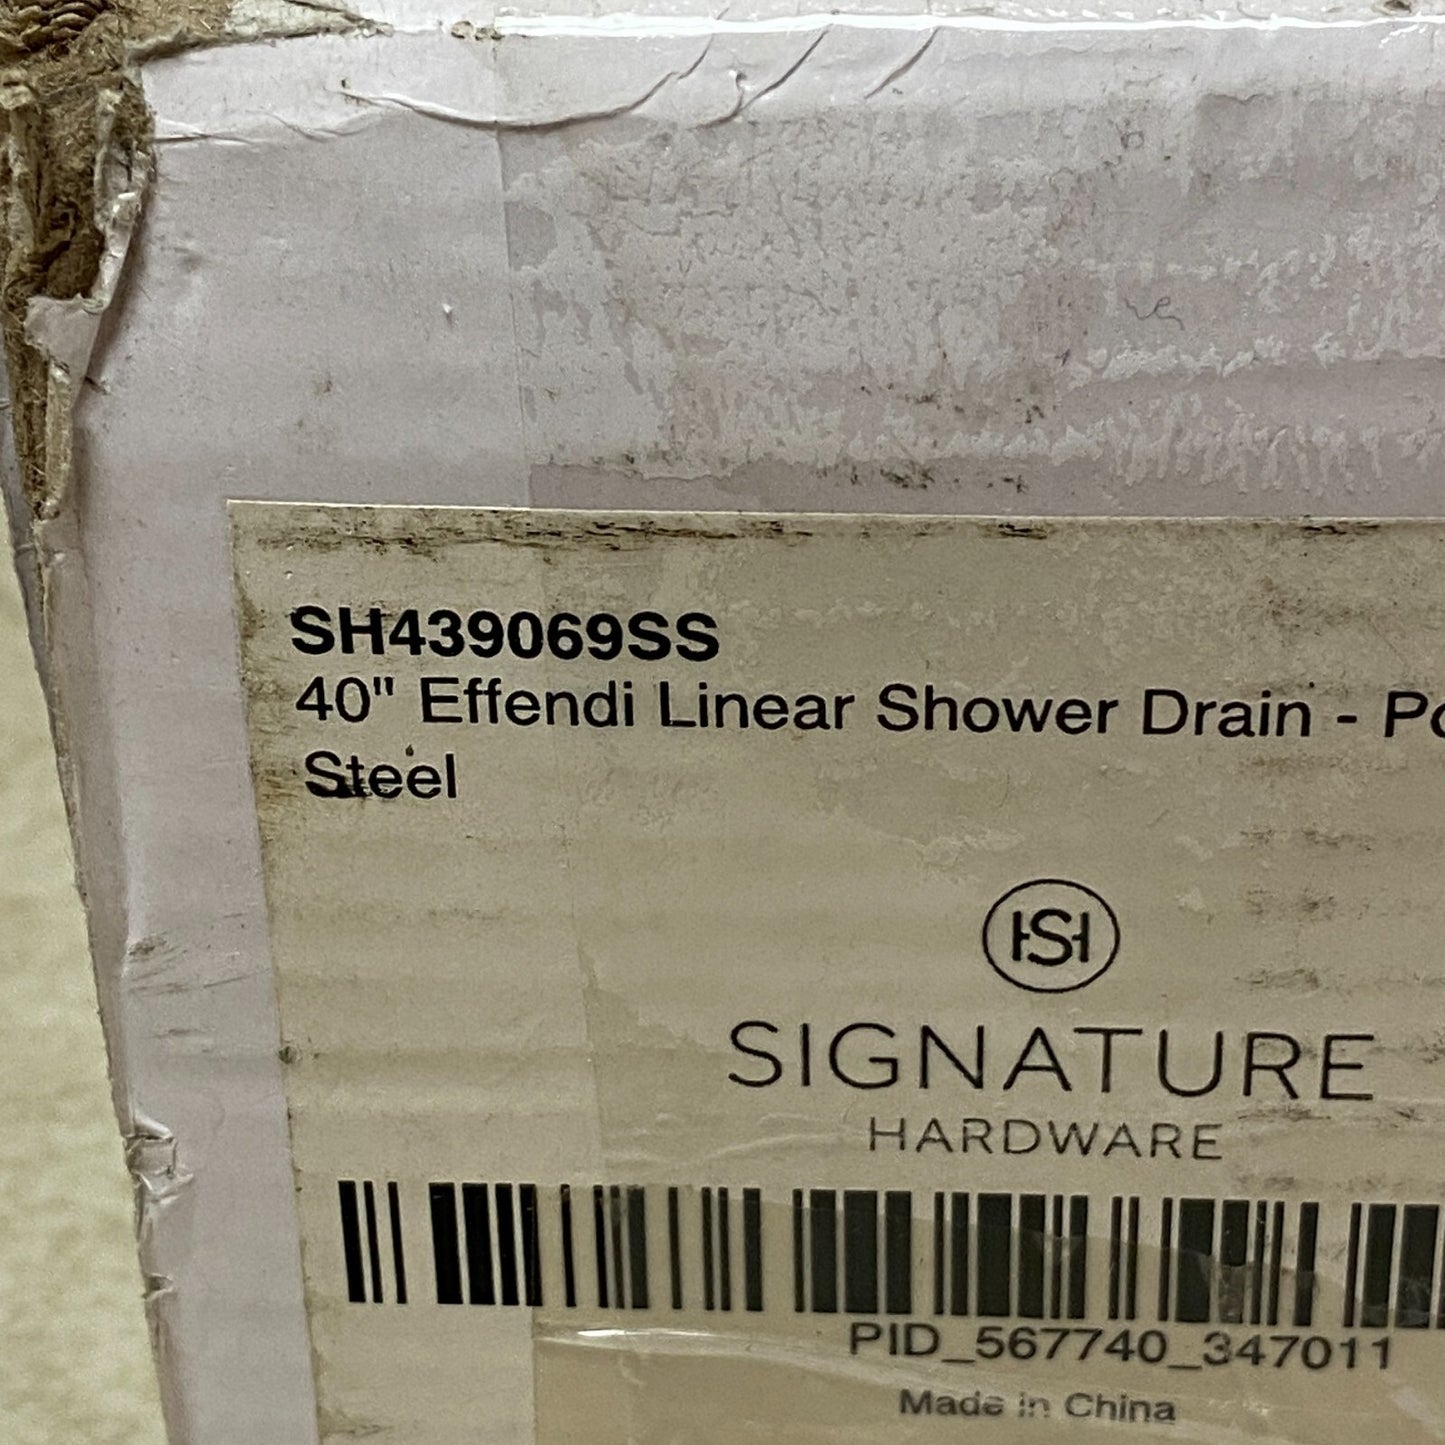 SH439069SS
40" Effendi Linear Shower Drain - Po
Steel
SH
SIGNATURE
HARDWARE
PID_567740_347011
Made in China